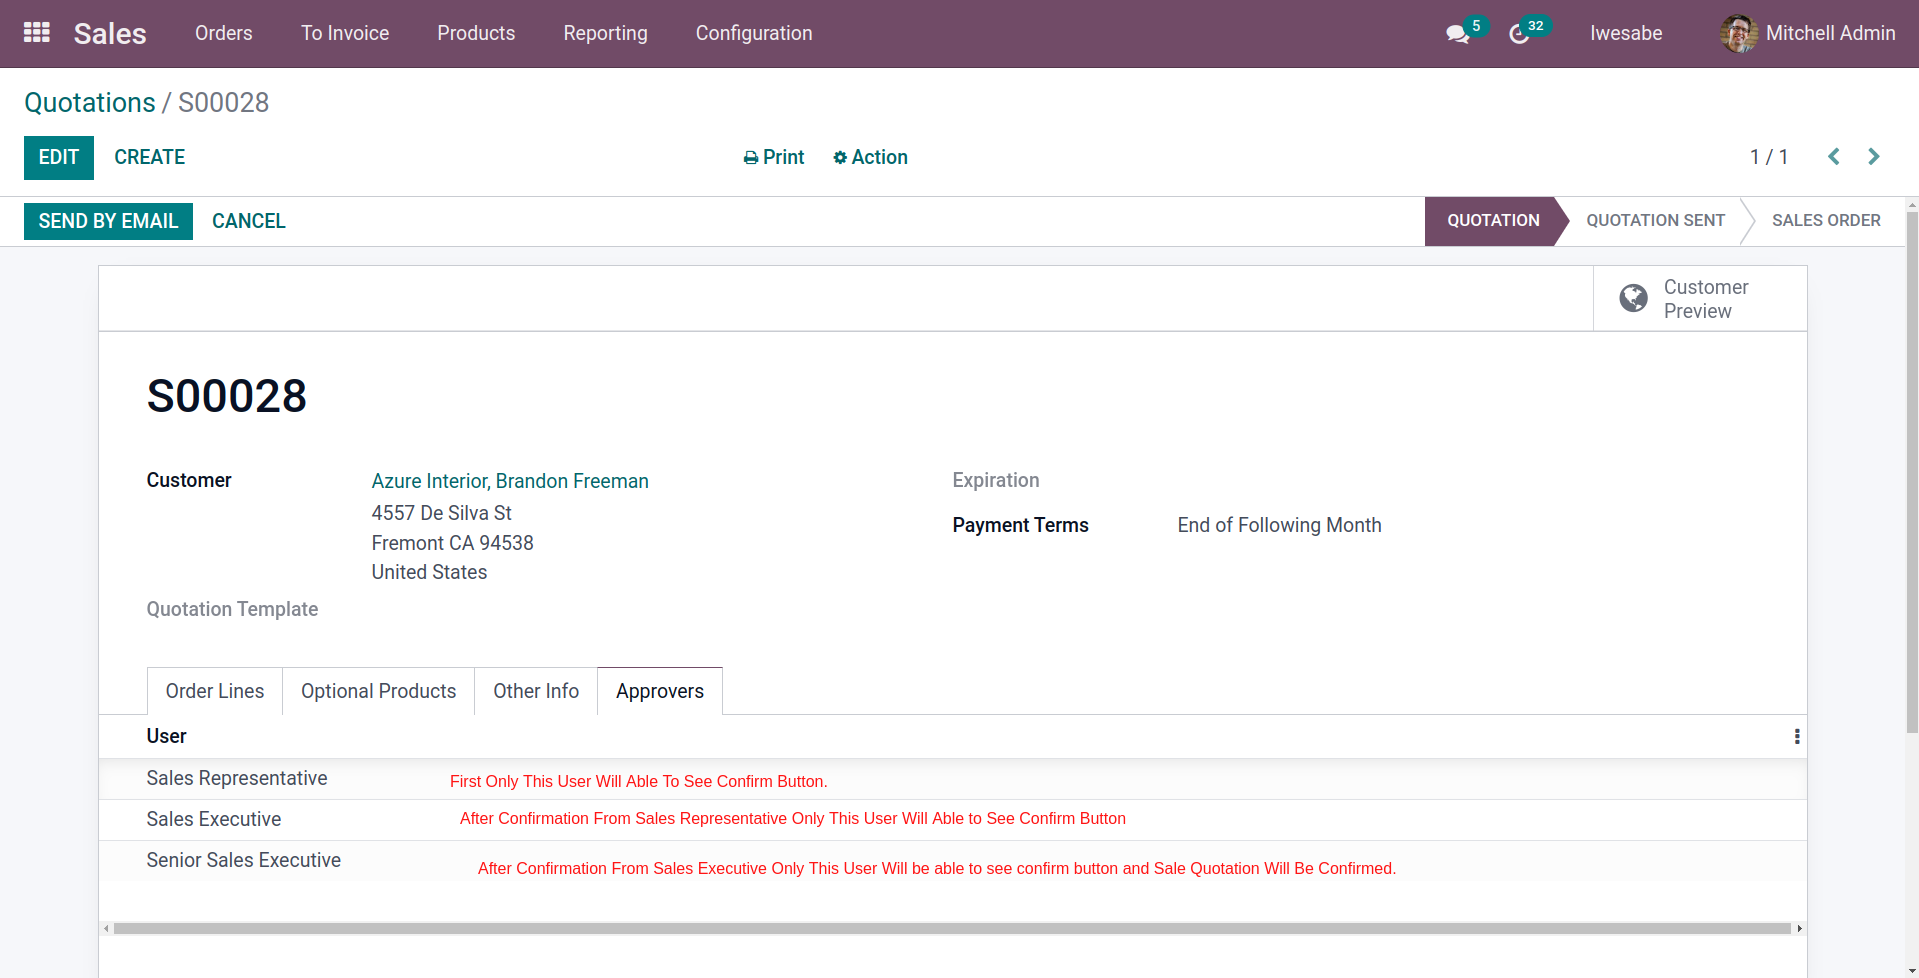 Sales Orders To Invoice Products Reporting Configuration 5 32 Iwesabe Mitchell Admin
Quotations / S00028
EDIT CREATE Print Action 1 / 1
SEND BY EMAIL CANCEL QUOTATION QUOTATION SENT SALES ORDER
Customer
Preview
S00028
Customer Azure Interior, Brandon Freeman Expiration
4557 De Silva St
Payment Terms End of Following Month
Fremont CA 94538
United States
Quotation Template
Order Lines Optional Products Other Info Approvers
User
Sales Representative First Only This User Will Able To See Confirm Button.
Sales Executive After Confirmation From Sales Representative Only This User Will Able to See Confirm Button
Senior Sales Executive After Confirmation From Sales Executive Only This User Will be able to see confirm button and Sale Quotation Will Be Confirmed.